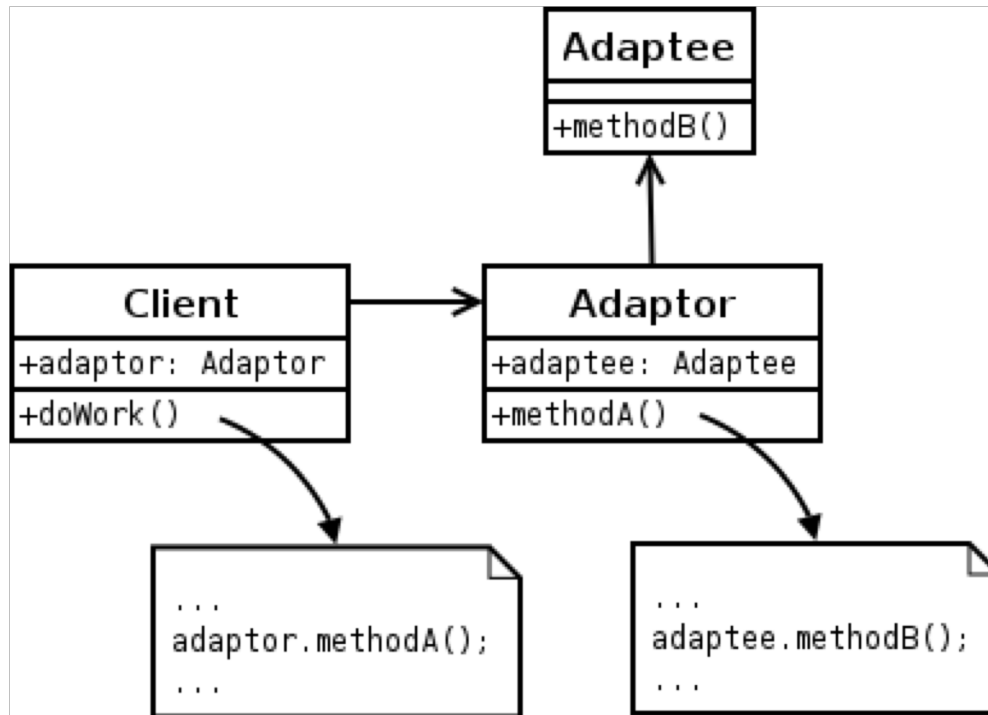 Adaptee
+methodB()
Client
+adaptor: Adaptor
+doWork()
Adaptor
+adaptee: Adaptee
+methodA()
...
adaptor.methodA();
...
...
adaptee.methodB();
...